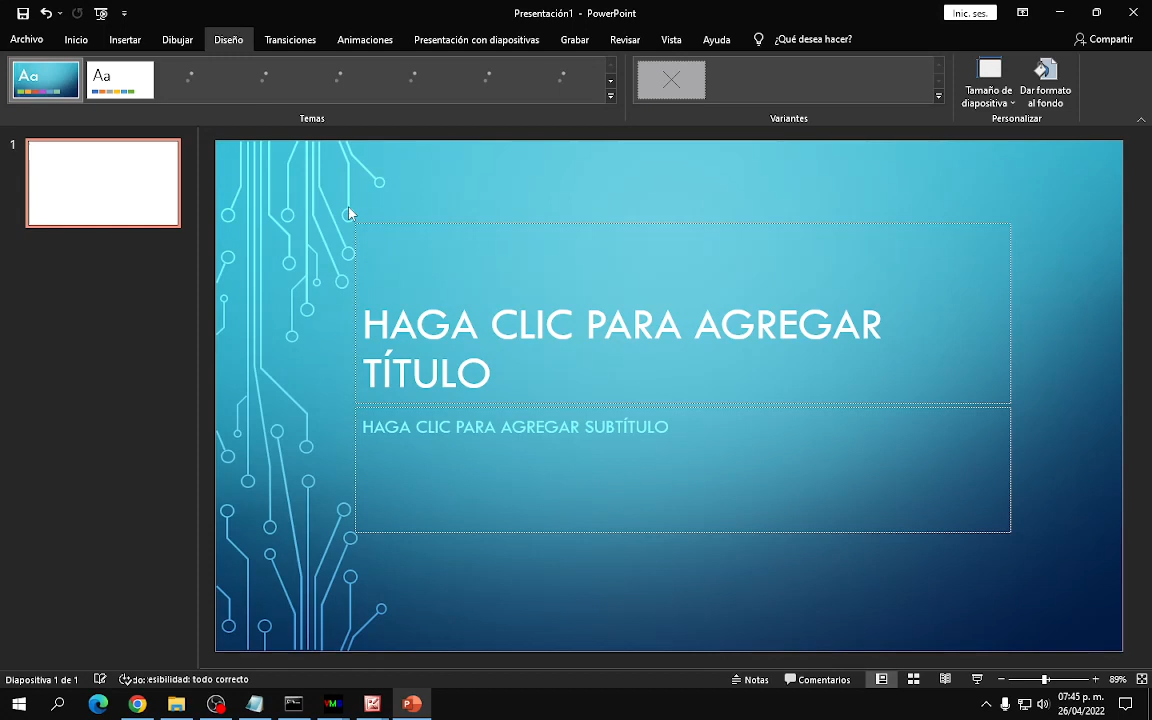 Presentación1 - PowerPoint
Inic. ses.
Archivo Inicio Insertar Dibujar Diseño Transiciones Animaciones Presentación con diapositivas Grabar Revisar Vista Ayuda ¿Qué desea hacer? Compartir
Aa
Aa
Tamaño de diapositiva
Dar formato al fondo
Temas
Variantes
Personalizar
1
HAGA CLIC PARA AGREGAR
TÍTULO
HAGA CLIC PARA AGREGAR SUBTÍTULO
Diapositiva 1 de 1
do: :esibilidad: todo correcto
Notas
Comentarios
89%
VMR
P
07:45 p. m.
26/04/2022